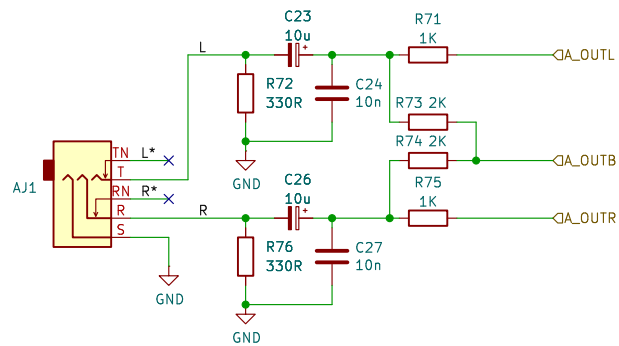 C23
10u
R71
1K
L
A_OUTL
R72
330R
C24
10n
R73 2K
R74 2K
TN
L*
T
A_OUTB
GND
AJ1
RN
R*
C26
10u
R75
1K
R
R
A_OUTR
S
R76
330R
C27
10n
GND
GND